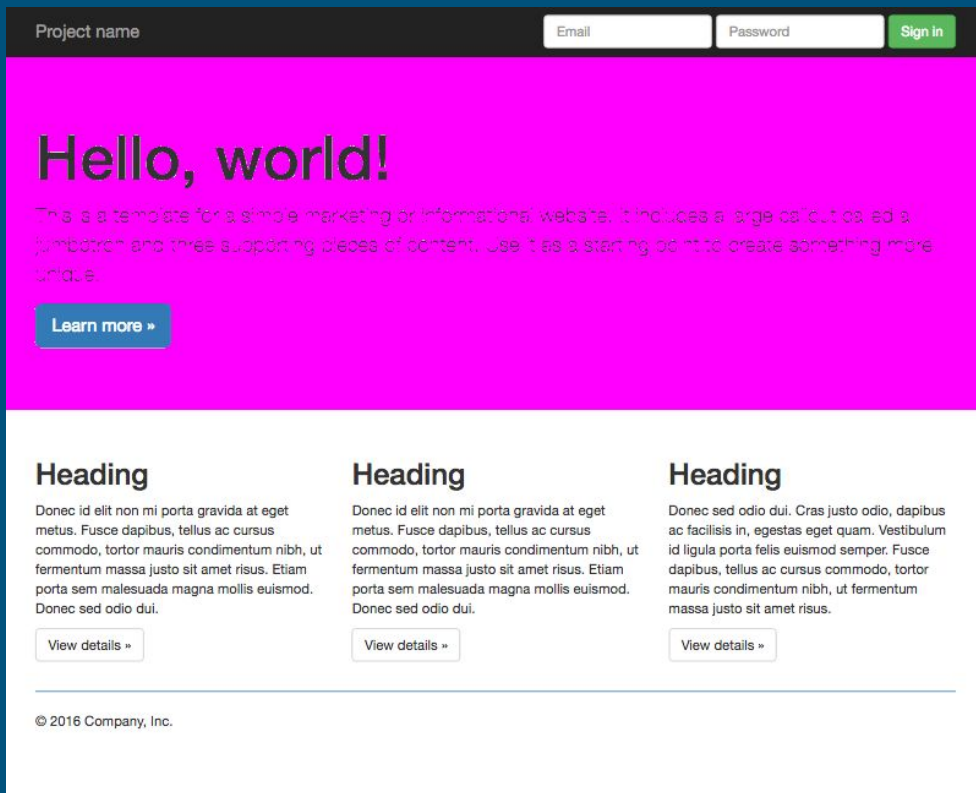 Project name
Email
Password
Sign in
Hello, world!
This is a template for a simple marketing or informational website. It includes a large callout called a
jumbotron and three supporting pieces of content. Use it as a starting point to create something more
unique.
Learn more »
Heading
Donec id elit non mi porta gravida at eget
metus. Fusce dapibus, tellus ac cursus
commodo, tortor mauris condimentum nibh, ut
fermentum massa justo sit amet risus. Etiam
porta sem malesuada magna mollis euismod.
Donec sed odio dui.
View details »
Heading
Donec id elit non mi porta gravida at eget
metus. Fusce dapibus, tellus ac cursus
commodo, tortor mauris condimentum nibh, ut
fermentum massa justo sit amet risus. Etiam
porta sem malesuada magna mollis euismod.
Donec sed odio dui.
View details »
Heading
Donec sed odio dui. Cras justo odio, dapibus
ac facilisis in, egestas eget quam. Vestibulum
id ligula porta felis euismod semper. Fusce
dapibus, tellus ac cursus commodo, tortor
mauris condimentum nibh, ut fermentum
massa justo sit amet risus.
View details »
© 2016 Company, Inc.